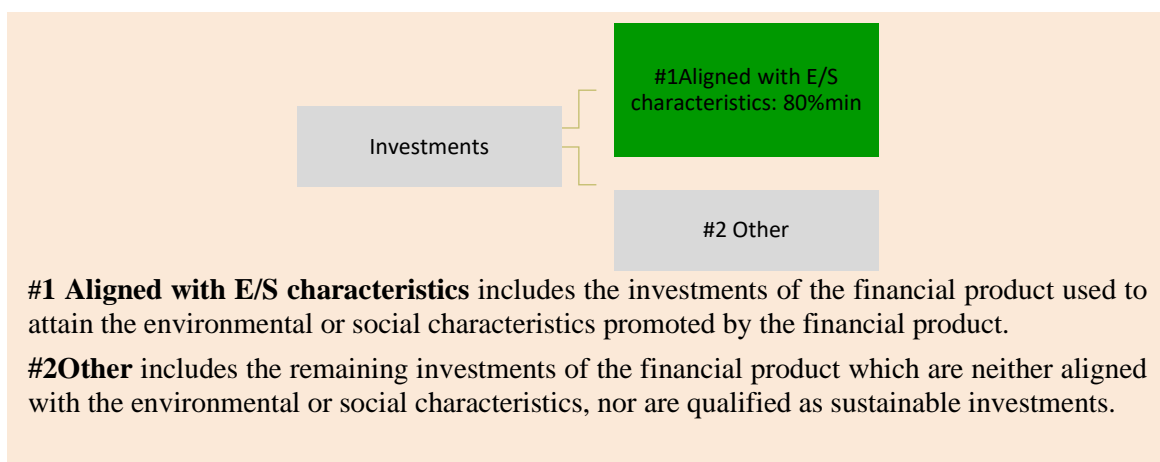 #1Aligned with E/S
characteristics: 80%min
Investments
#2 Other
#1 Aligned with E/S characteristics includes the investments of the financial product used to
attain the environmental or social characteristics promoted by the financial product.
#2Other includes the remaining investments of the financial product which are neither aligned
with the environmental or social characteristics, nor are qualified as sustainable investments.